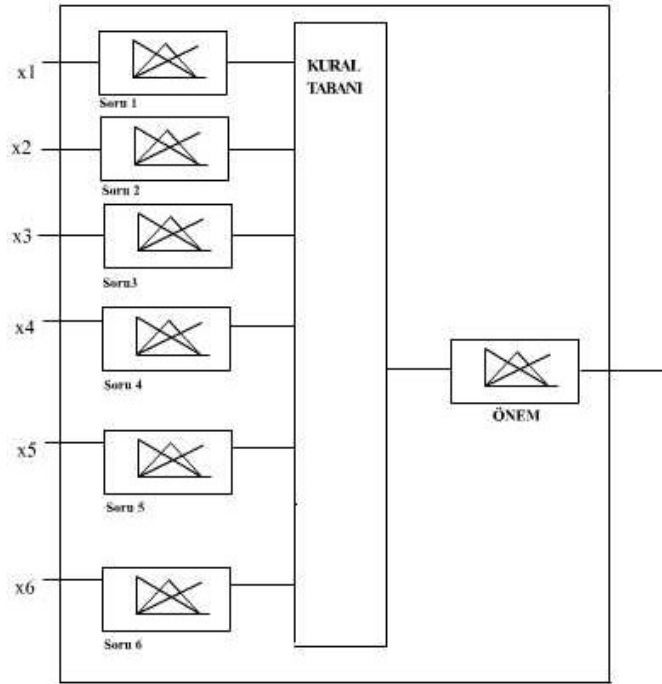 x1
Soru 1
KURAL
TABANI
x2
Soru 2
x3
Soru3
x4
Soru 4
ÖNEM
x5
Soru 5
x6
Soru 6